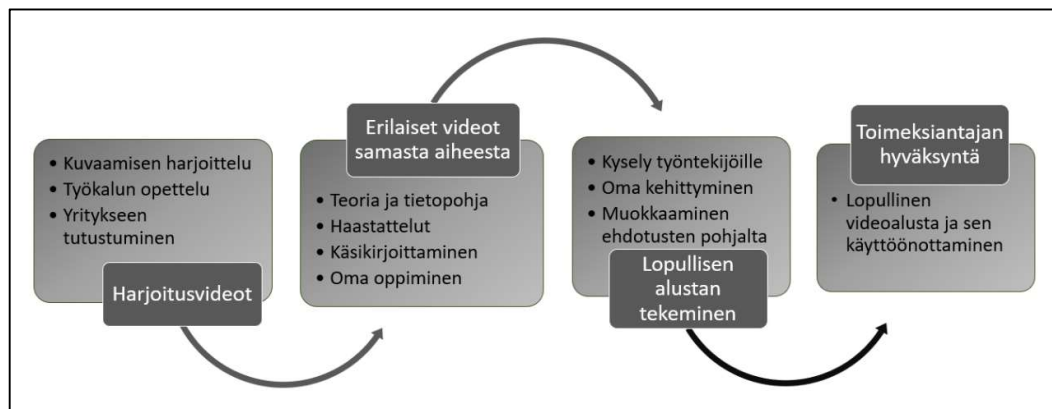 • Kuvaamisen harjoittelu
• Työkalun opettelu
• Yritykseen
tutustuminen
Harjoitusvideot
Erilaiset videot
samasta aiheesta
• Teoria ja tietopohja
• Haastattelut
• Käsikirjoittaminen
• Oma oppiminen
• Kysely työntekijöille
• Oma kehittyminen
• Muokkaaminen
ehdotusten pohjalta
Lopullisen
alustan
tekeminen
Toimeksiantajan
hyväksyntä
• Lopullinen
videoalusta ja sen
käyttöönottaminen